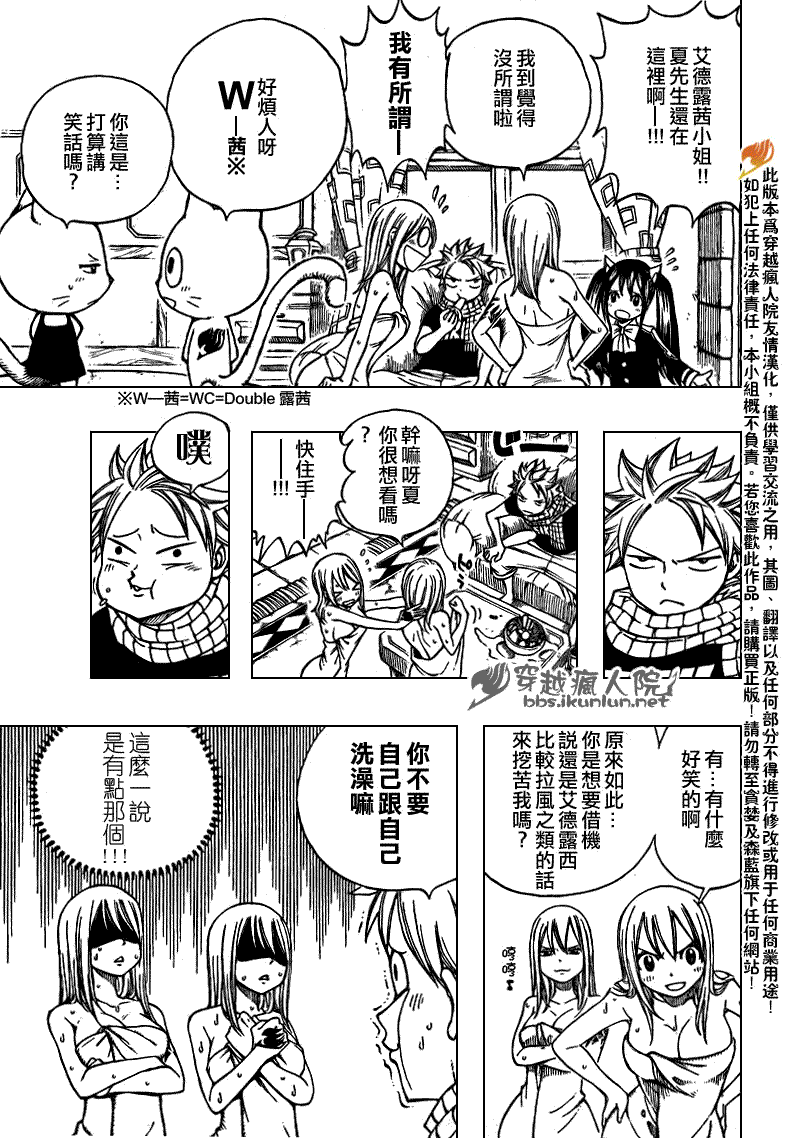 艾德露茜小姐!!
夏先生還在
這裡啊—!!!
我到覺得
沒所謂啦
我有所謂—
好煩人呀
W—茜※
你這是…
打算講
笑話嗎?
※W—茜=WC=Double 露茜
幹嘛呀夏
你很想看嗎
?
快住手—
—!!!
噗
穿越瘋人院
bbs.ikunlun.net
有…有什麼
好笑的啊
原來如此…
你是想要借機
說還是艾德露西
比較拉風之類的話
來挖苦我嗎?
哼哼♪
你不要
自己跟自己
洗澡嘛
這麼一說
是有點那個!!!
此版本爲穿越瘋人院友情漢化,僅供學習交流之用,其圖、翻譯以及任何部分不得進行修改或用于任何商業用途!
如犯上任何法律責任,本小組概不負責。若您喜歡此作品,請購買正版!請勿轉至貪婪及森藍旗下任何網站!